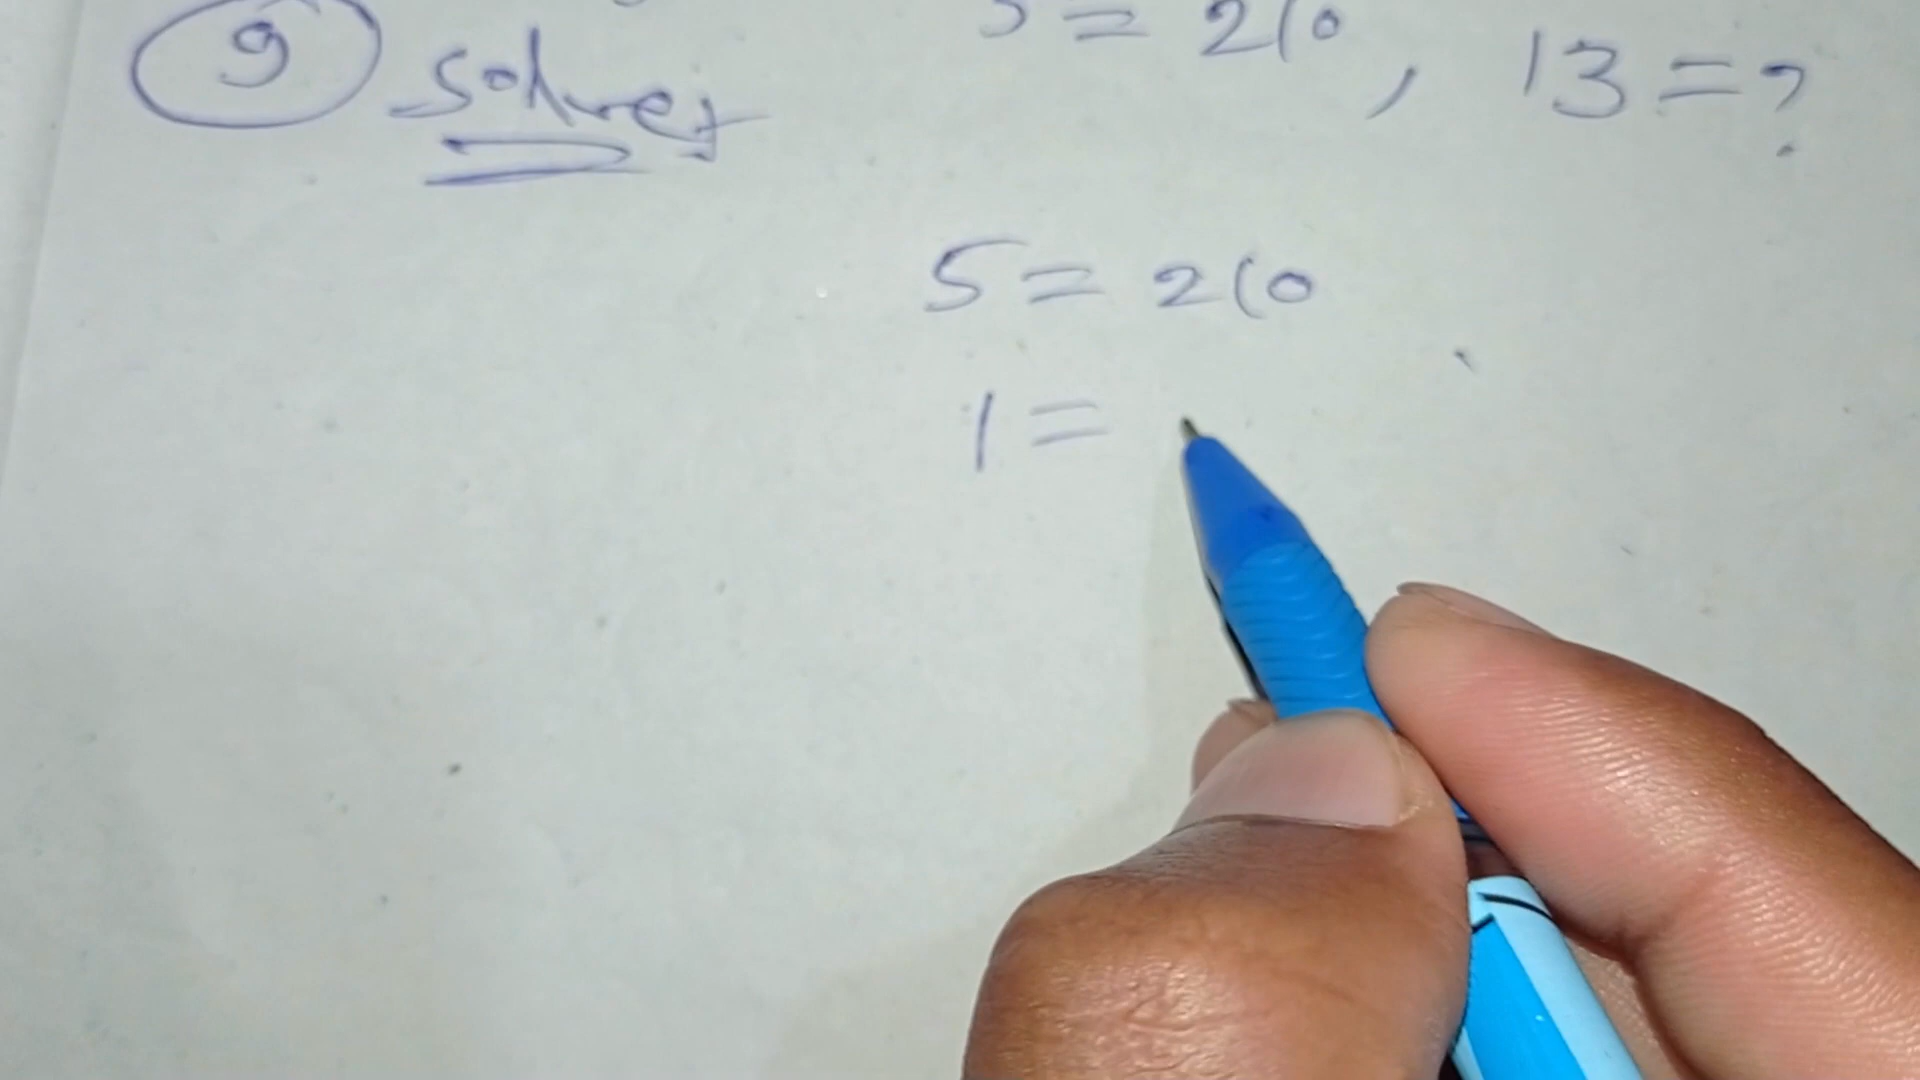 9 solve 5 = 210, 13 = ?
5 = 210
1 =